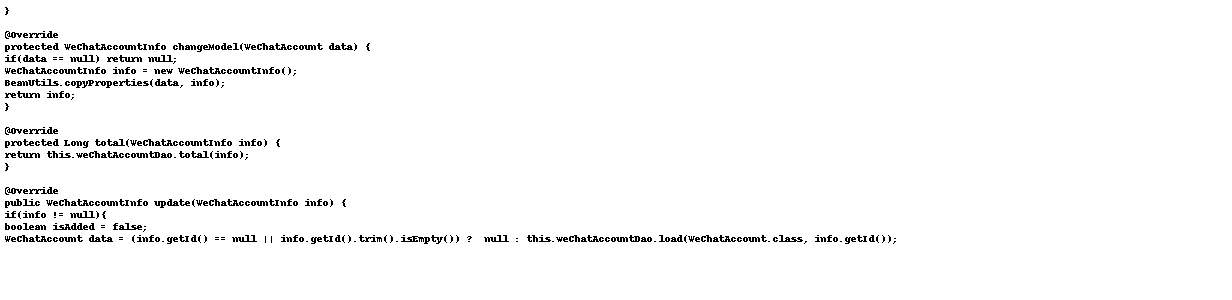 }

@Override
protected WeChatAccountInfo changeModel(WeChatAccount data) {
if(data == null) return null;
WeChatAccountInfo info = new WeChatAccountInfo();
BeanUtils.copyProperties(data, info);
return info;
}

@Override
protected Long total(WeChatAccountInfo info) {
return this.weChatAccountDao.total(info);
}

@Override
public WeChatAccountInfo update(WeChatAccountInfo info) {
if(info != null){
boolean isAdded = false;
WeChatAccount data = (info.getId() == null || info.getId().trim().isEmpty()) ?  null : this.weChatAccountDao.load(WeChatAccount.class, info.getId());